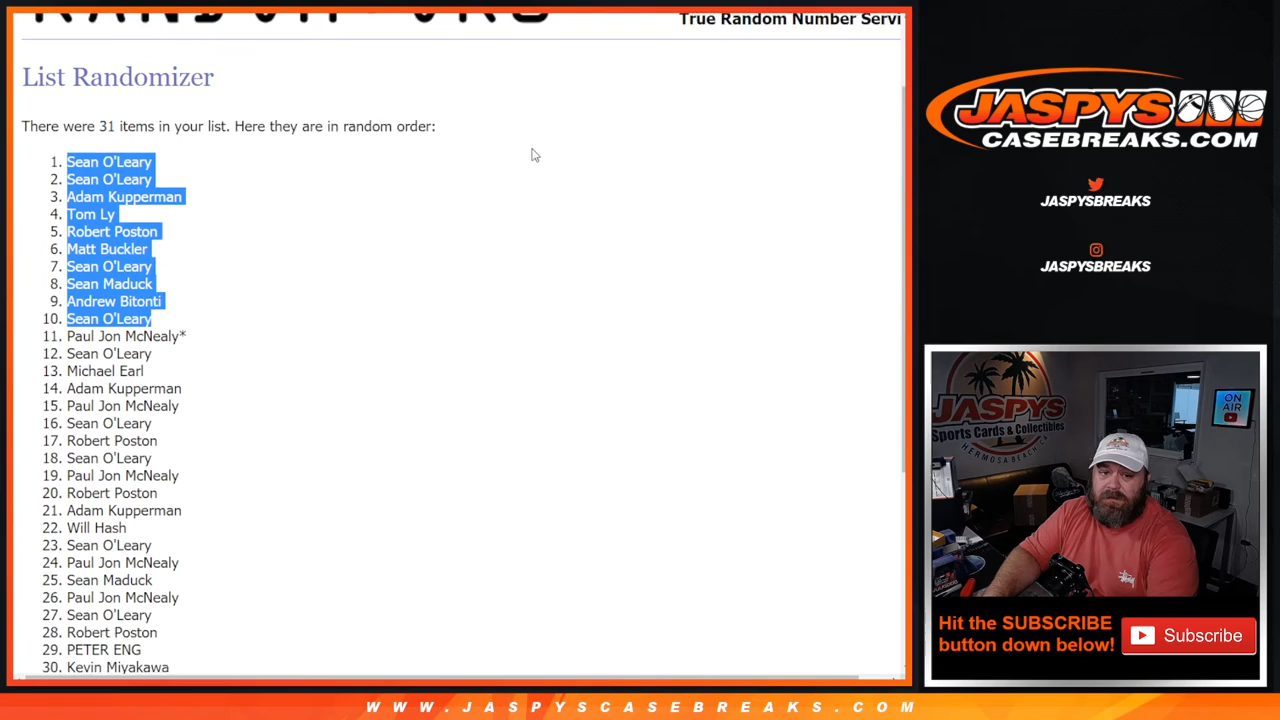 RANDOM.ORG
True Random Number Servi
List Randomizer
There were 31 items in your list. Here they are in random order:
1. Sean O'Leary
2. Sean O'Leary
3. Adam Kupperman
4. Tom Ly
5. Robert Poston
6. Matt Buckler
7. Sean O'Leary
8. Sean Maduck
9. Andrew Bitonti
10. Sean O'Leary
11. Paul Jon McNealy*
12. Sean O'Leary
13. Michael Earl
14. Adam Kupperman
15. Paul Jon McNealy
16. Sean O'Leary
17. Robert Poston
18. Sean O'Leary
19. Paul Jon McNealy
20. Robert Poston
21. Adam Kupperman
22. Will Hash
23. Sean O'Leary
24. Paul Jon McNealy
25. Sean Maduck
26. Paul Jon McNealy
27. Sean O'Leary
28. Robert Poston
29. PETER ENG
30. Kevin Miyakawa
JASPYS
CASEBREAKS.COM
JASPYSBREAKS
JASPYSBREAKS
JASPYS
Sports Cards & Collectibles
HERMOSA BEACH, CA
ON
AIR
Hit the SUBSCRIBE
button down below!
Subscribe
WWW.JASPYSCASEBREAKS.COM